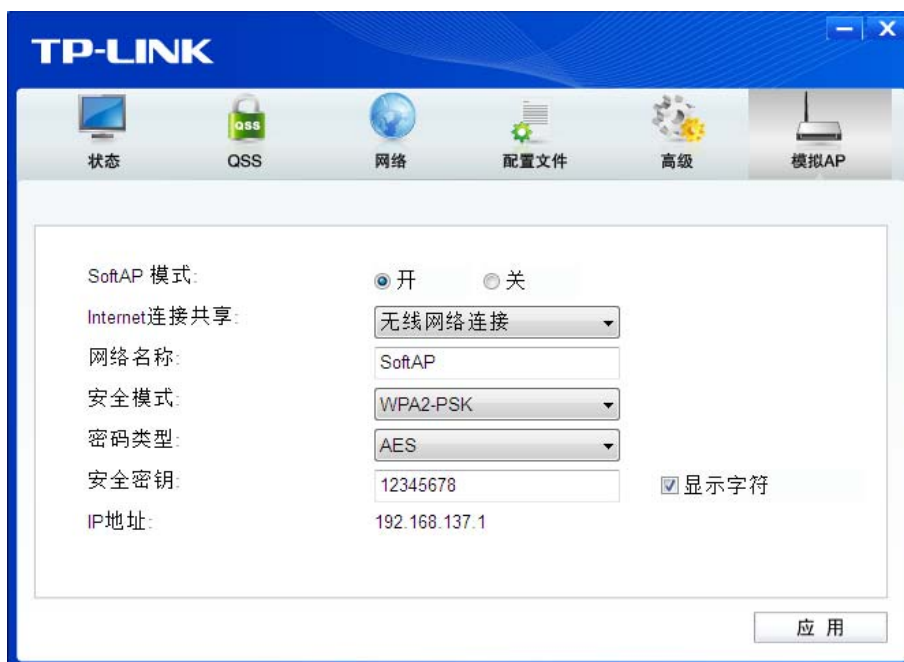 TP-LINK
QSS
状态 QSS 网络 配置文件 高级 模拟AP
SoftAP 模式: 开 关
Internet连接共享: 无线网络连接
网络名称: SoftAP
安全模式: WPA2-PSK
密码类型: AES
安全密钥: 12345678 显示字符
IP地址: 192.168.137.1
应 用